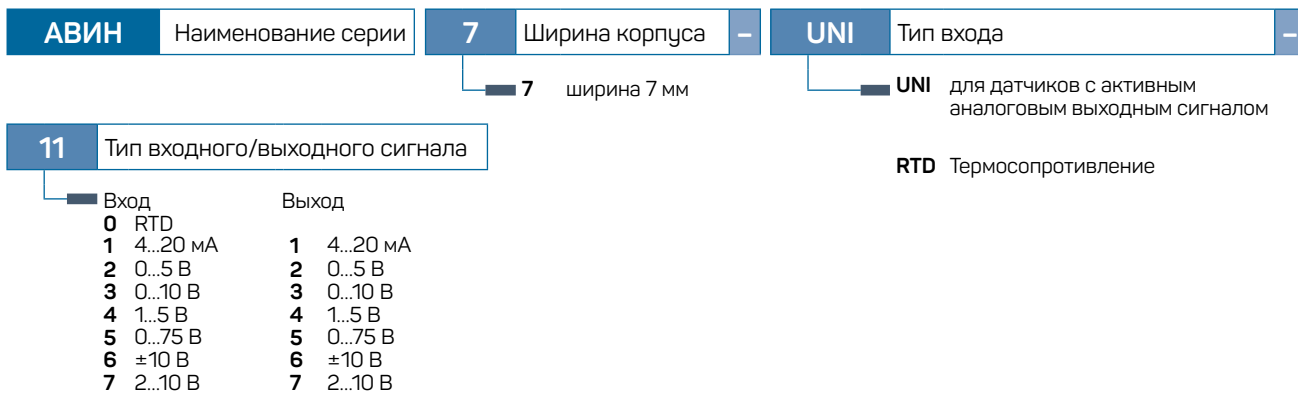 АВИН Наименование серии 7 Ширина корпуса – UNI Тип входа –
7 ширина 7 мм
UNI для датчиков с активным
аналоговым выходным сигналом
RTD Термосопротивление
11 Тип входного/выходного сигнала
Вход Выход
0 RTD
1 4...20 мА 1 4...20 мА
2 0...5 В 2 0...5 В
3 0...10 В 3 0...10 В
4 1...5 В 4 1...5 В
5 0...75 В 5 0...75 В
6 ±10 В 6 ±10 В
7 2...10 В 7 2...10 В